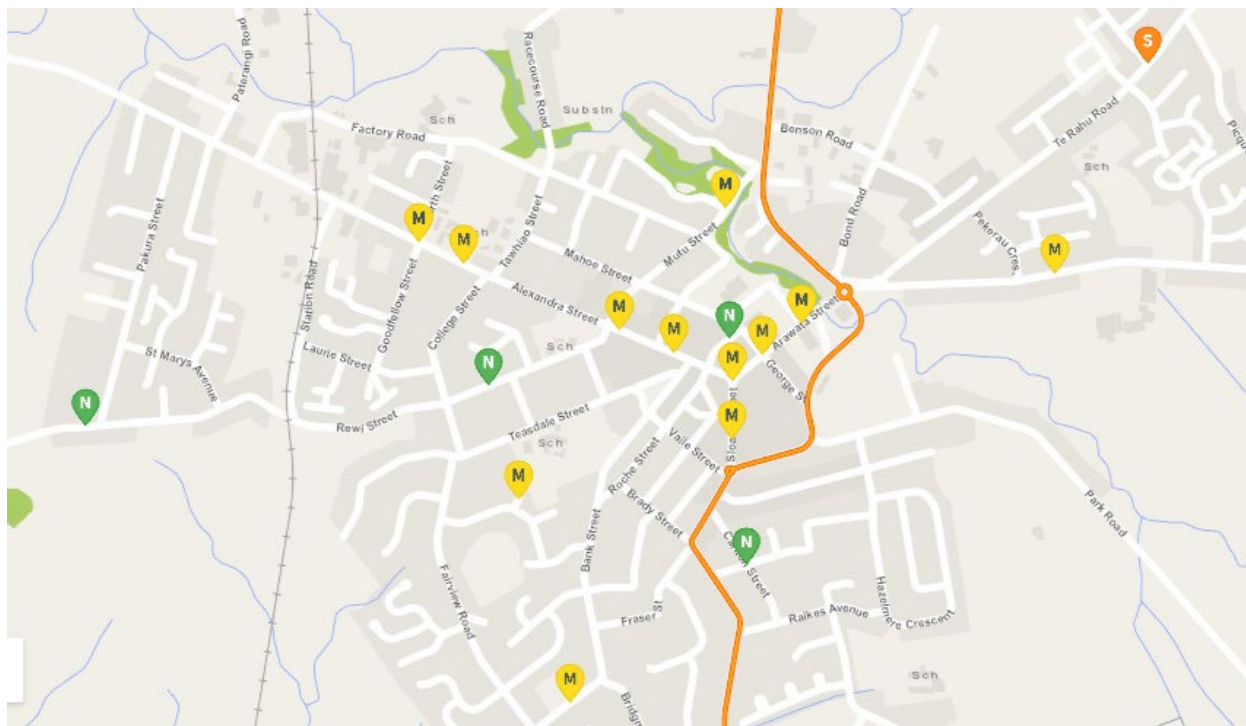 S
Paterangi Road
Racecourse Road
Substn
Sch
Factory Road
Benson Road
Te Rahu Road
Sch
M
Pakura Street
M
M
Tawhiao Street
Mutu Street
Bond Road
Pekerau Cres.
M
Mahoe Street
Station Road
Goodfellow Street
College Street
Alexandra Street
M
M
N
M
M
Arawata Street
St Marys Avenue
Laurie Street
Sch
N
M
George St
N
Rewi Street
Teasdale Street
Sch
M
Vaile Street
Roche Street
M
Brady Street
Park Road
Bank Street
N
Street
Fairview Road
Fraser St
Raikes Avenue
Hazelmere Crescent
Sch
M